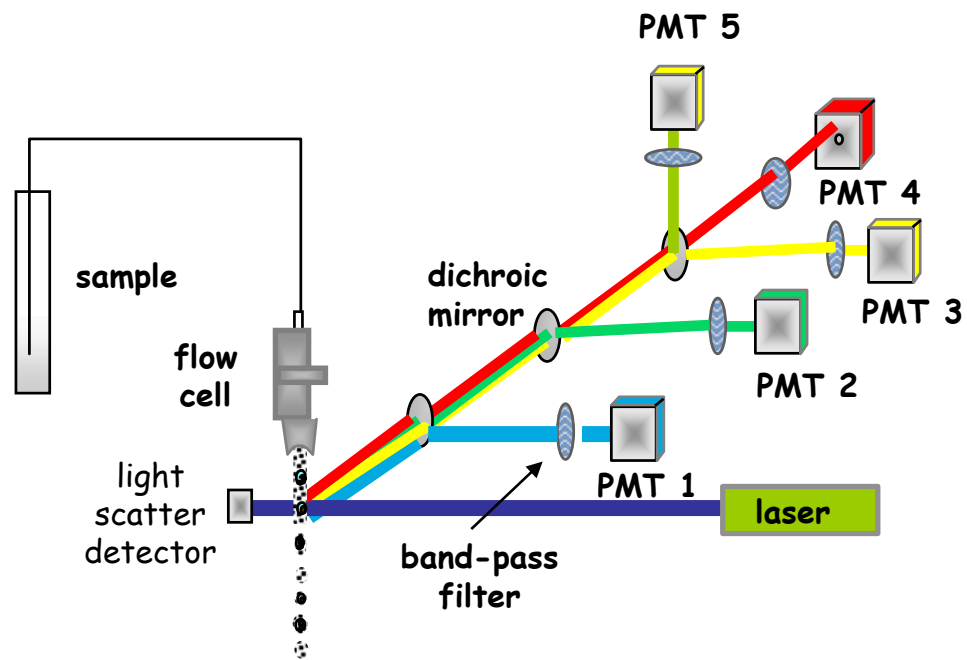 PMT 5
PMT 4
sample
dichroic
mirror
PMT 3
flow
cell
PMT 2
light
scatter
detector
PMT 1
laser
band-pass
filter